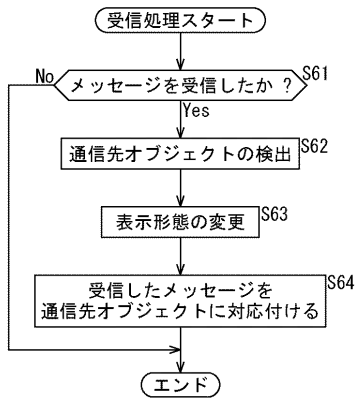 受信処理スタート
No
メッセージを受信したか ?
S61
Yes
通信先オブジェクトの検出
S62
表示形態の変更
S63
受信したメッセージを
通信先オブジェクトに対応付ける
S64
エンド